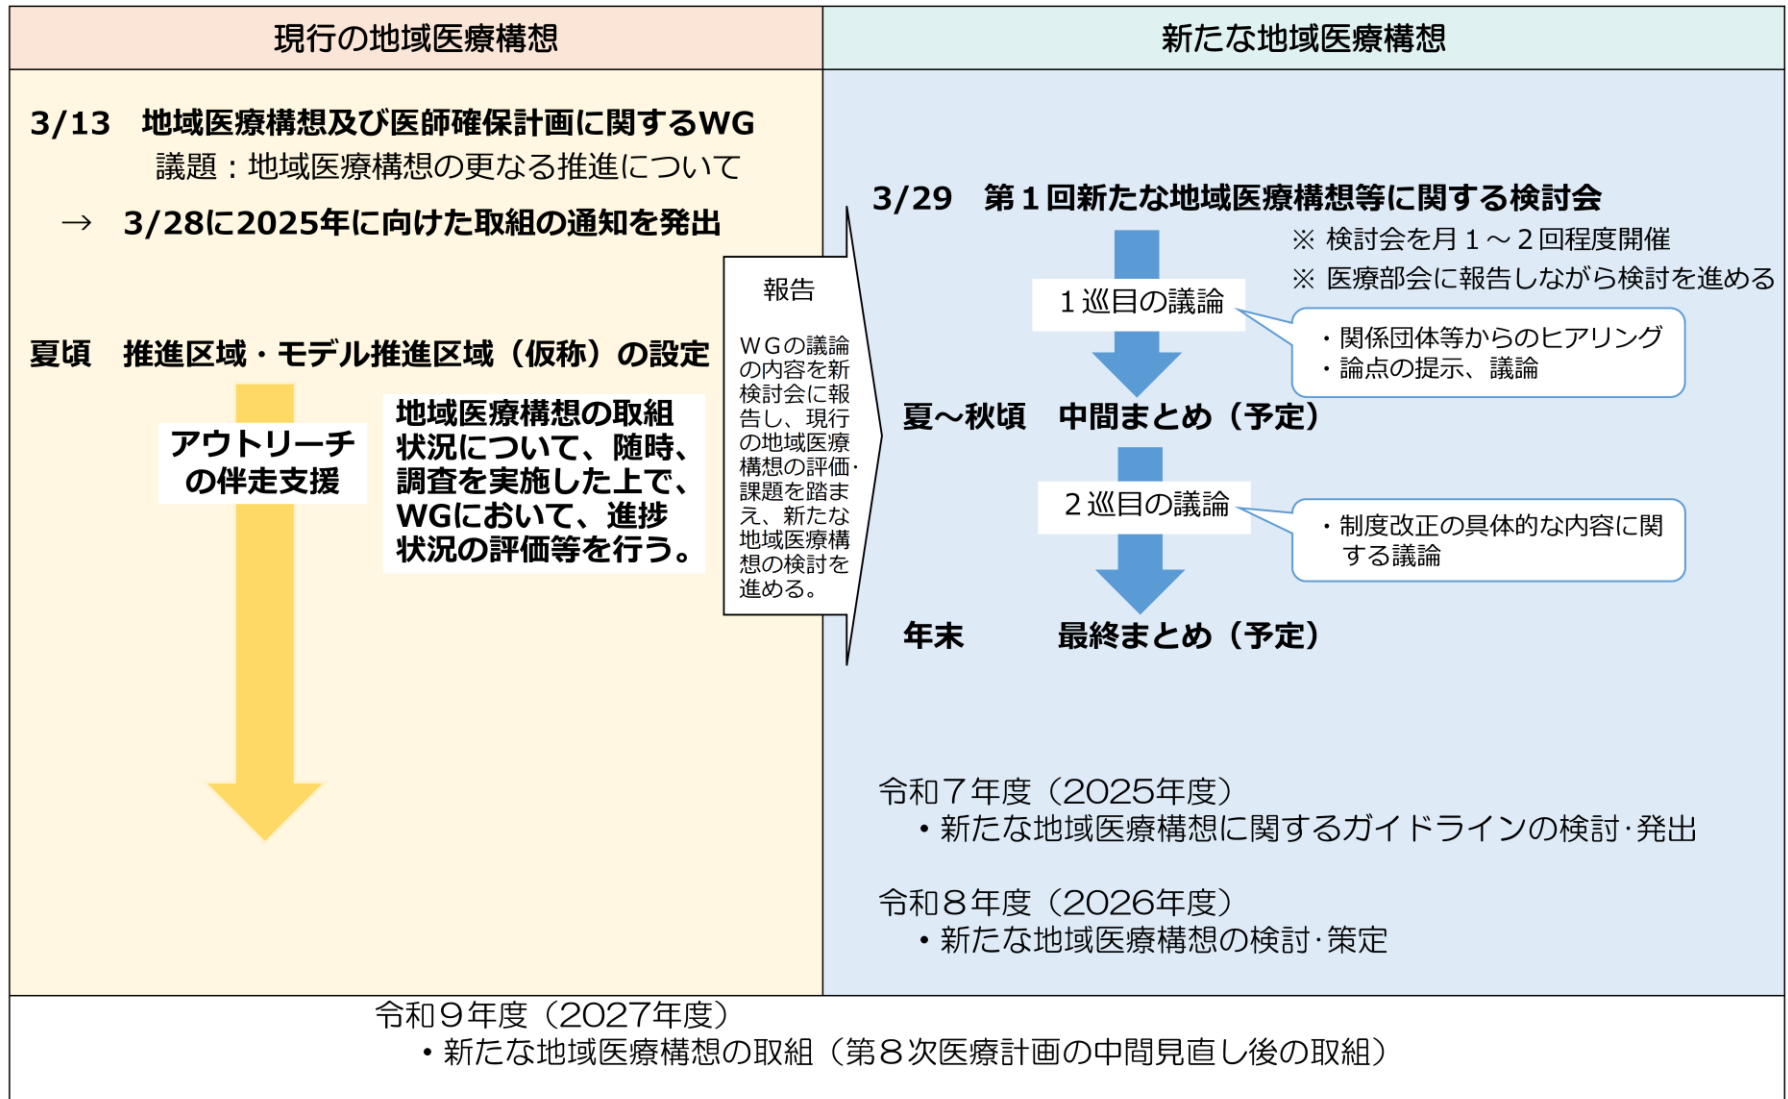 現行の地域医療構想
3/13　地域医療構想及び医師確保計画に関するWG
議題：地域医療構想の更なる推進について
→　3/28に2025年に向けた取組の通知を発出
夏頃　推進区域・モデル推進区域（仮称）の設定
アウトリーチ
の伴走支援
地域医療構想の取組
状況について、随時、
調査を実施した上で、
WGにおいて、進捗
状況の評価等を行う。
報告
ＷＧの議論
の内容を新
検討会に報
告し、現行
の地域医療
構想の評価･
課題を踏ま
え、新たな
地域医療構
想の検討を
進める。
新たな地域医療構想
3/29　第１回新たな地域医療構想等に関する検討会
※ 検討会を月１～２回程度開催
※ 医療部会に報告しながら検討を進める
１巡目の議論
・関係団体等からのヒアリング
・論点の提示、議論
夏～秋頃　中間まとめ（予定）
２巡目の議論
・制度改正の具体的な内容に関
する議論
年末　最終まとめ（予定）
令和７年度（2025年度）
・新たな地域医療構想に関するガイドラインの検討･発出
令和８年度（2026年度）
・新たな地域医療構想の検討･策定
令和９年度（2027年度）
・新たな地域医療構想の取組（第８次医療計画の中間見直し後の取組）